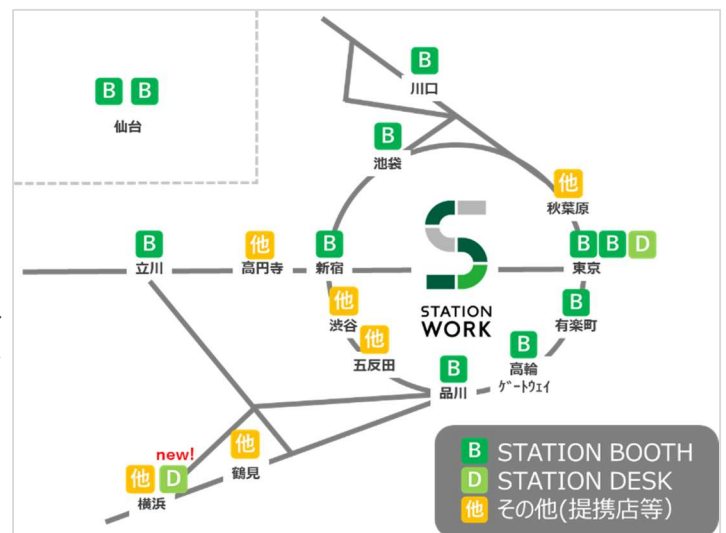 B
川口
B B
仙台
B
池袋
他
秋葉原
B
立川
他
高円寺
B
新宿
B B D
東京
STATION
WORK
他
渋谷
B
有楽町
他
五反田
B
高輪
ｹﾞｰﾄｳｪｲ
B
品川
他
鶴見
new!
他 D
横浜
B STATION BOOTH
D STATION DESK
他 その他(提携店等）